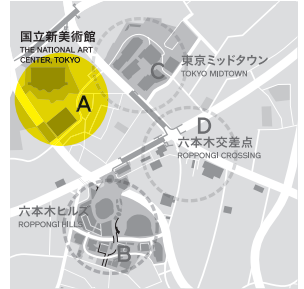 国立新美術館
THE NATIONAL ART
CENTER, TOKYO
A
C
東京ミッドタウン
TOKYO MIDTOWN
D
六本木交差点
ROPPONGI CROSSING
六本木ヒルズ
ROPPONGI HILLS
B